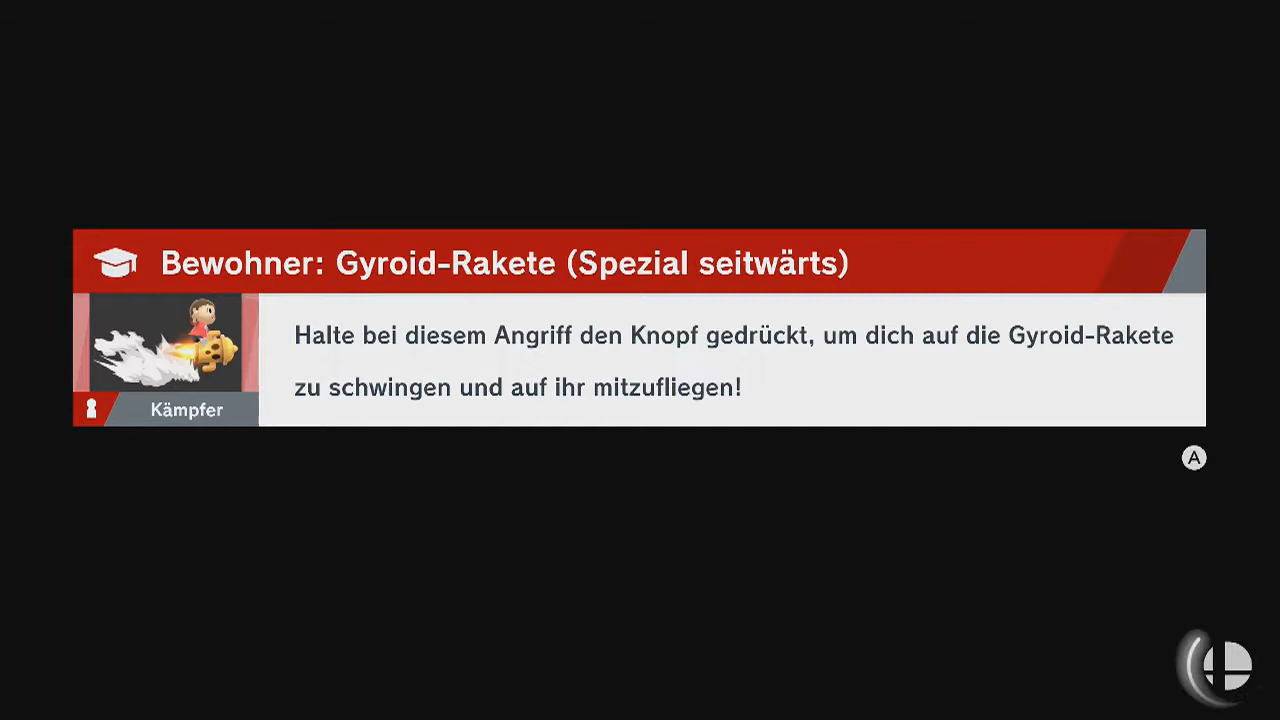 Bewohner: Gyroid-Rakete (Spezial seitwärts)
Halte bei diesem Angriff den Knopf gedrückt, um dich auf die Gyroid-Rakete
zu schwingen und auf ihr mitzufliegen!
Kämpfer
A